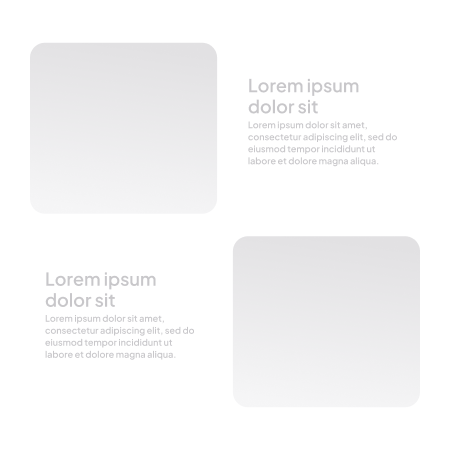 Lorem ipsum
dolor sit
Lorem ipsum dolor sit amet,
consectetur adipiscing elit, sed do
eiusmod tempor incididunt ut
labore et dolore magna aliqua.
Lorem ipsum
dolor sit
Lorem ipsum dolor sit amet,
consectetur adipiscing elit, sed do
eiusmod tempor incididunt ut
labore et dolore magna aliqua.